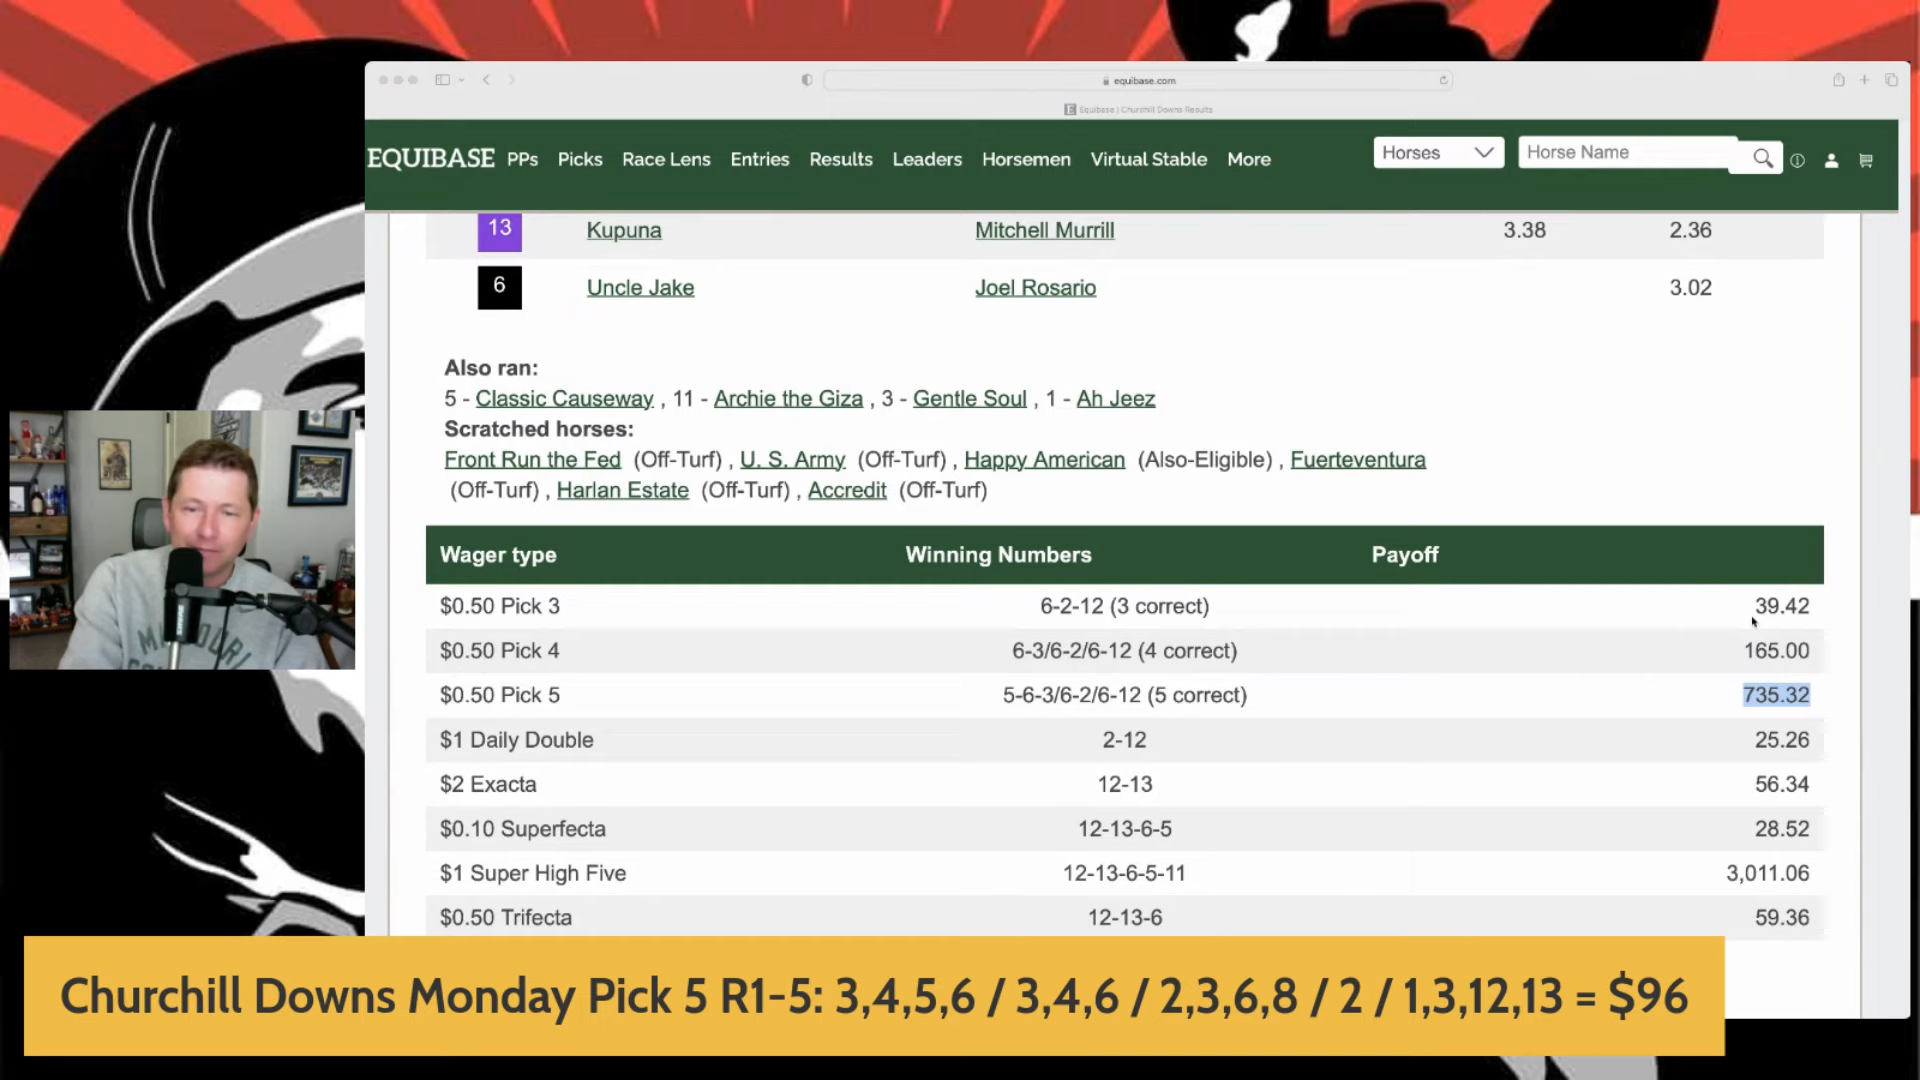 equibase.com
Equibase | Churchill Downs Results
EQUIBASE PPs Picks Race Lens Entries Results Leaders Horsemen Virtual Stable More Horses Horse Name
13 Kupuna Mitchell Murrill 3.38 2.36
6 Uncle Jake Joel Rosario 3.02
Also ran:
5 - Classic Causeway , 11 - Archie the Giza , 3 - Gentle Soul , 1 - Ah Jeez
Scratched horses:
Front Run the Fed (Off-Turf) , U. S. Army (Off-Turf) , Happy American (Also-Eligible) , Fuerteventura
(Off-Turf) , Harlan Estate (Off-Turf) , Accredit (Off-Turf)
Wager type Winning Numbers Payoff
$0.50 Pick 3 6-2-12 (3 correct) 39.42
$0.50 Pick 4 6-3/6-2/6-12 (4 correct) 165.00
$0.50 Pick 5 5-6-3/6-2/6-12 (5 correct) 735.32
$1 Daily Double 2-12 25.26
$2 Exacta 12-13 56.34
$0.10 Superfecta 12-13-6-5 28.52
$1 Super High Five 12-13-6-5-11 3,011.06
$0.50 Trifecta 12-13-6 59.36
Churchill Downs Monday Pick 5 R1-5: 3,4,5,6 / 3,4,6 / 2,3,6,8 / 2 / 1,3,12,13 = $96